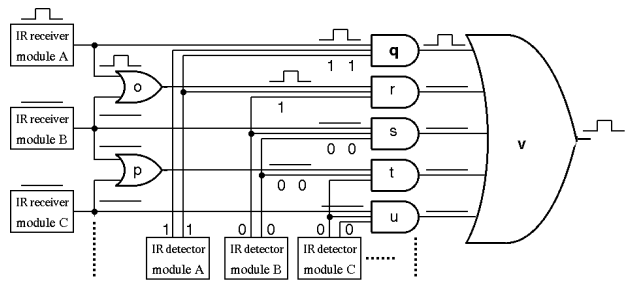 IR receiver
module A
o
IR receiver
module B
p
IR receiver
module C
q
1 1
r
1
s
0 0
t
0 0
u
v
1 1
0 0
0 0
IR detector
module A
IR detector
module B
IR detector
module C